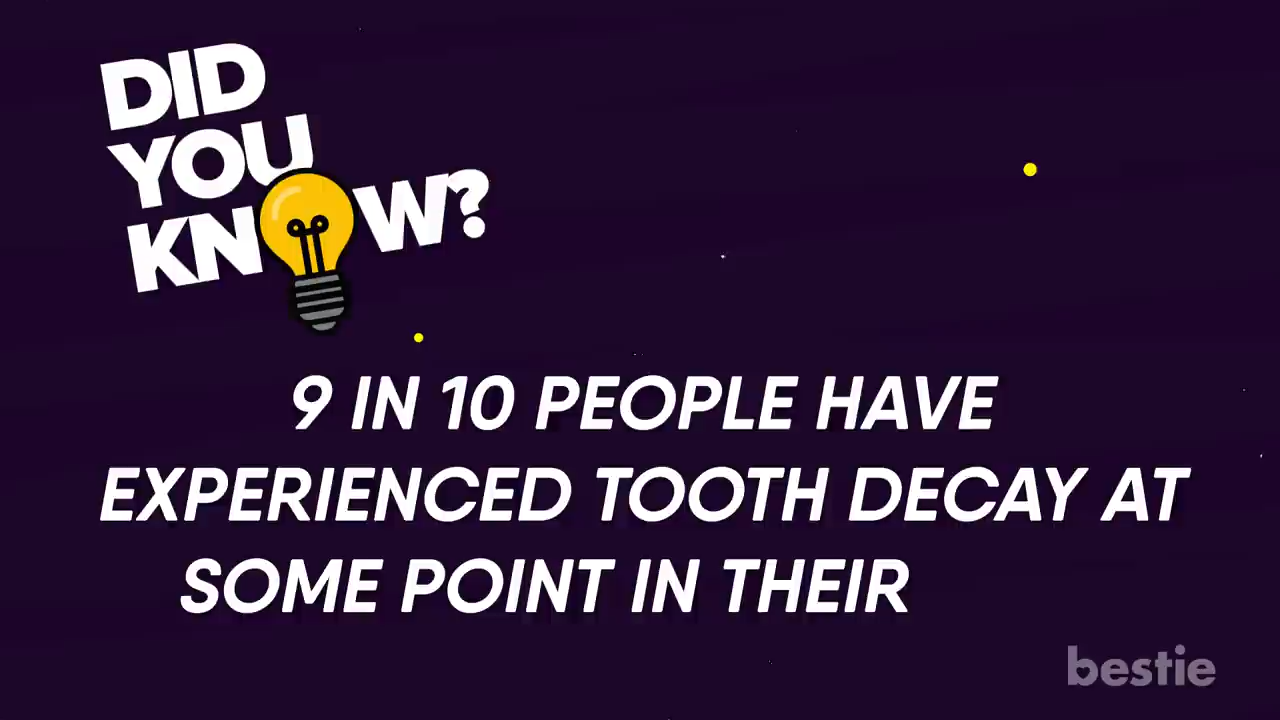 DID
YOU
KNOW?
9 IN 10 PEOPLE HAVE
EXPERIENCED TOOTH DECAY AT
SOME POINT IN THEIR
bestie